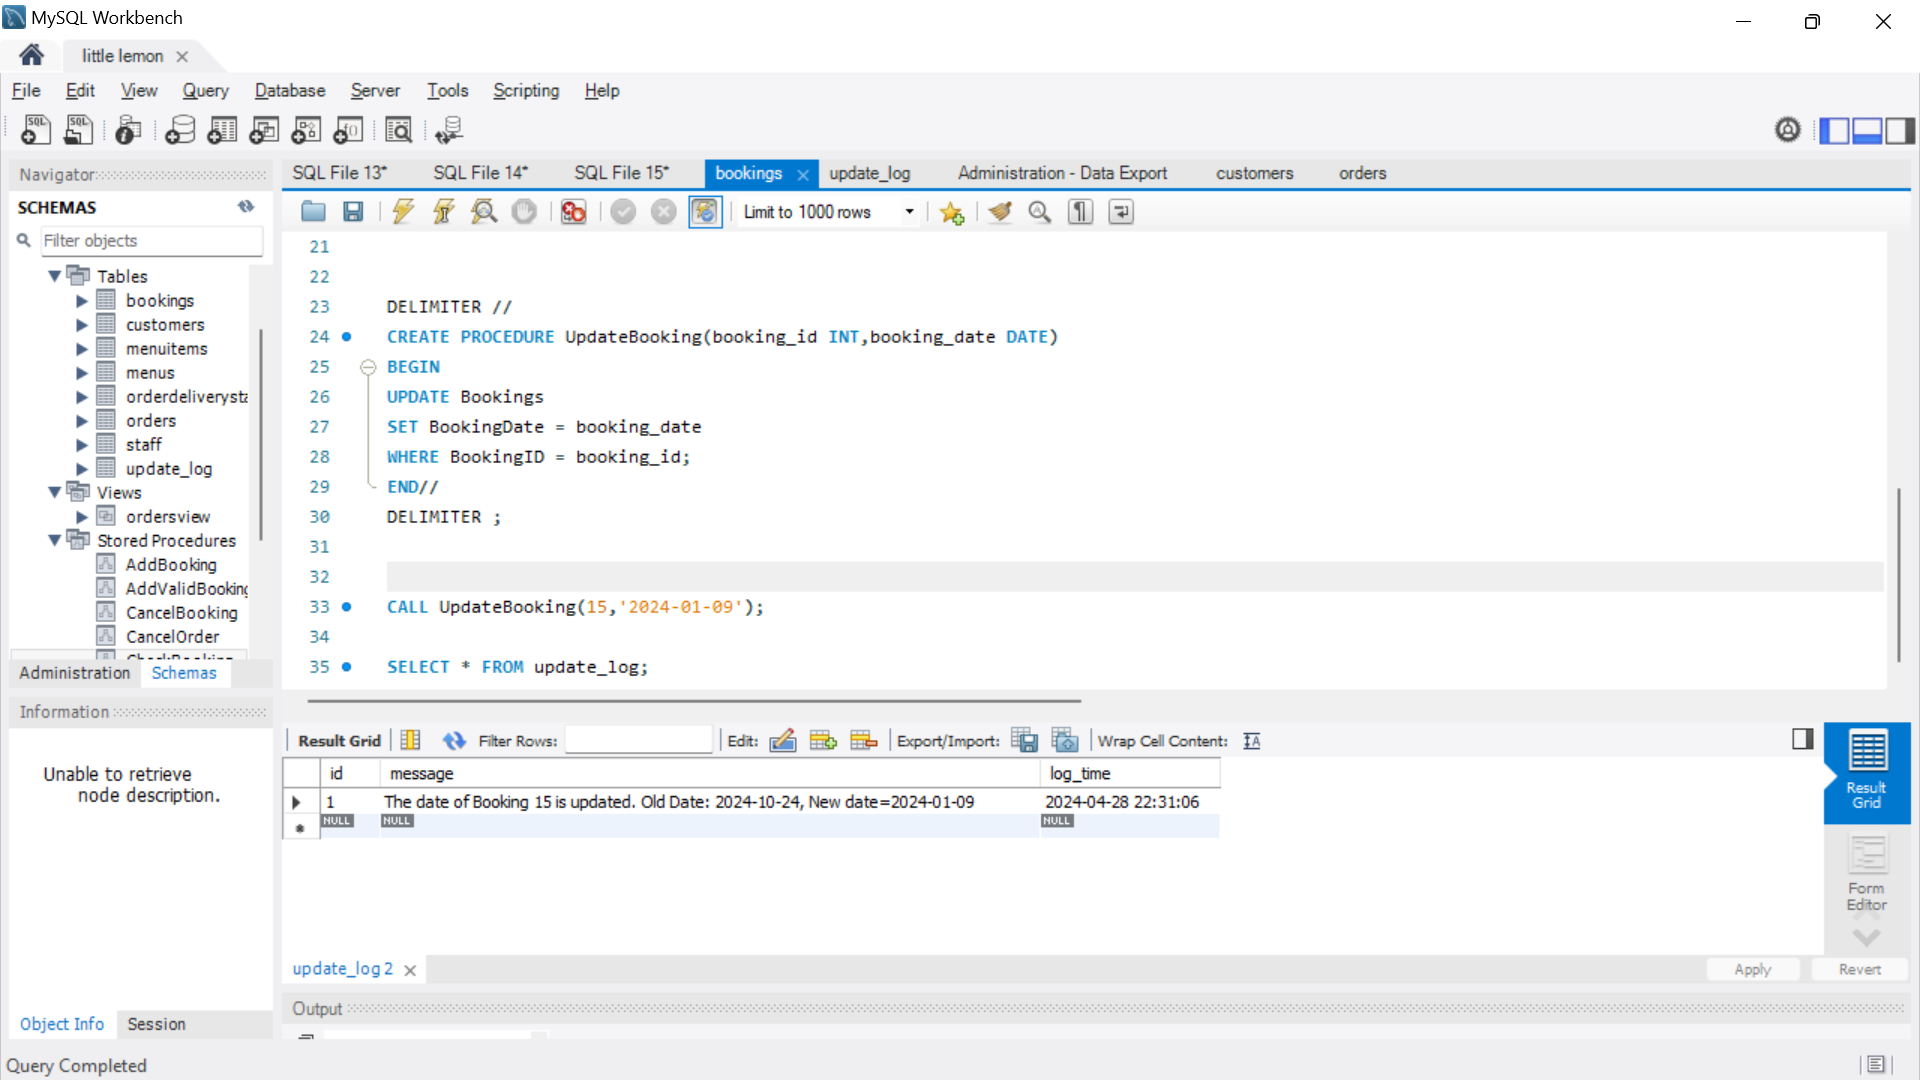 MySQL Workbench
little lemon
File Edit View Query Database Server Tools Scripting Help
SQL SQL
Navigator
SCHEMAS
Filter objects
Tables
bookings
customers
menuitems
menus
orderdeliverysta
orders
staff
update_log
Views
ordersview
Stored Procedures
AddBooking
AddValidBooking
CancelBooking
CancelOrder
Administration Schemas
Information
Unable to retrieve
node description.
Object Info Session
SQL File 13* SQL File 14* SQL File 15* bookings update_log Administration - Data Export customers orders
Limit to 1000 rows
21
22
23 DELIMITER //
24 CREATE PROCEDURE UpdateBooking(booking_id INT,booking_date DATE)
25 BEGIN
26 UPDATE Bookings
27 SET BookingDate = booking_date
28 WHERE BookingID = booking_id;
29 END//
30 DELIMITER ;
31
32
33 CALL UpdateBooking(15,'2024-01-09');
34
35 SELECT * FROM update_log;
Result Grid Filter Rows: Edit: Export/Import: Wrap Cell Content:
id message log_time
1 The date of Booking 15 is updated. Old Date: 2024-10-24, New date=2024-01-09 2024-04-28 22:31:06
NULL NULL NULL
Result
Grid
Form
Editor
update_log 2
Apply Revert
Output
Query Completed